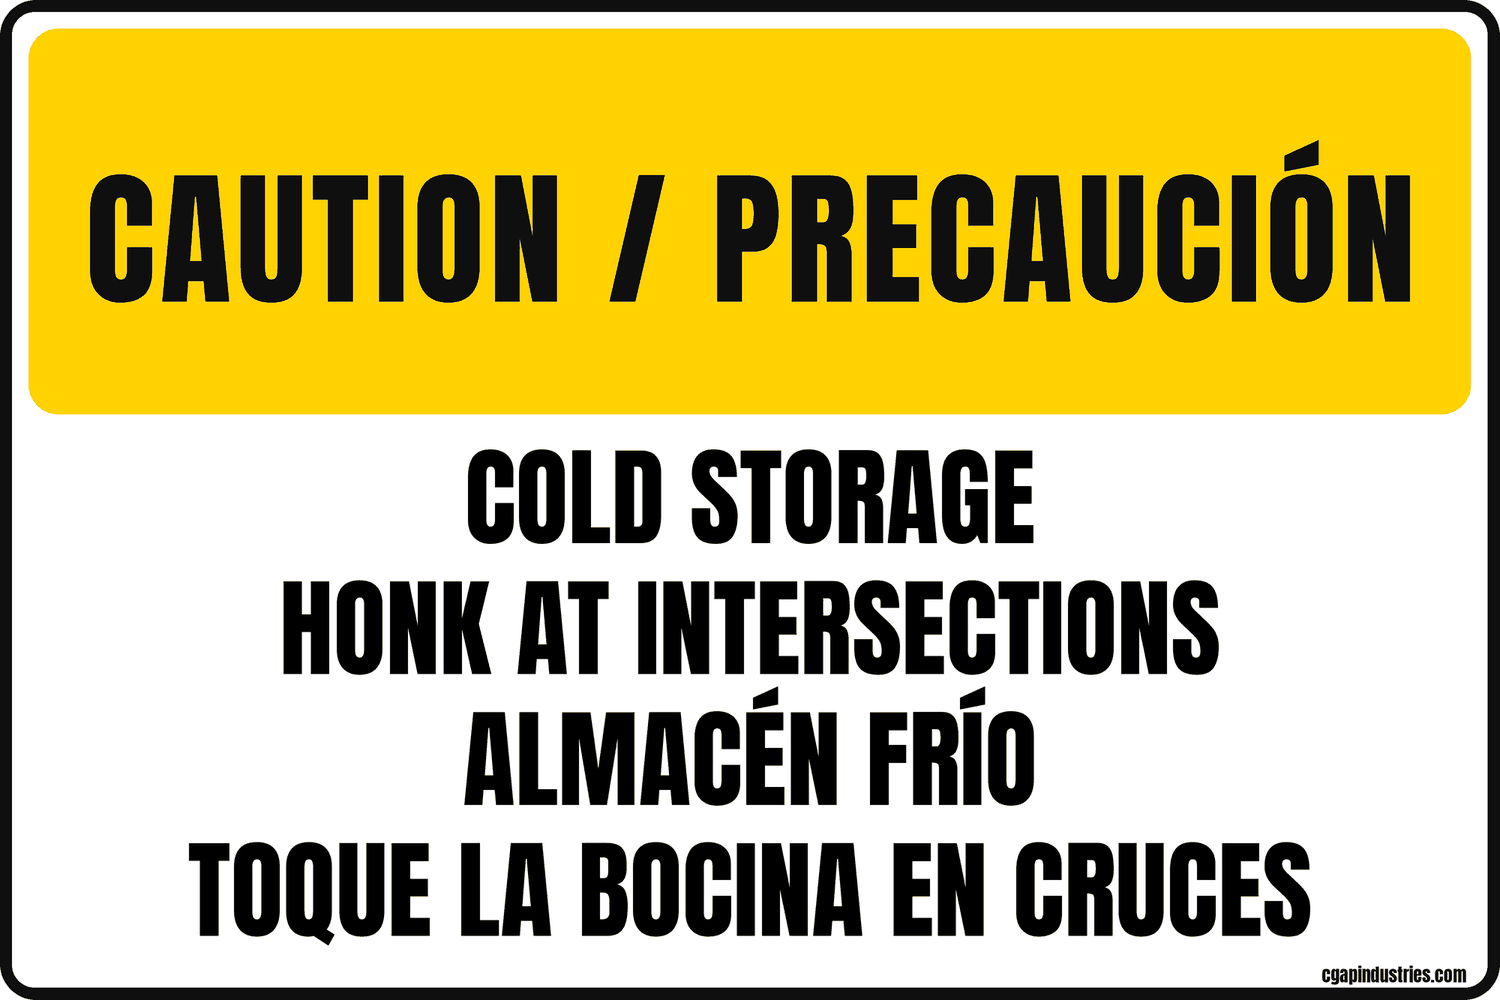 CAUTION / PRECAUCIÓN
COLD STORAGE
HONK AT INTERSECTIONS
ALMACÉN FRÍO
TOQUE LA BOCINA EN CRUCES
cgapindustries.com